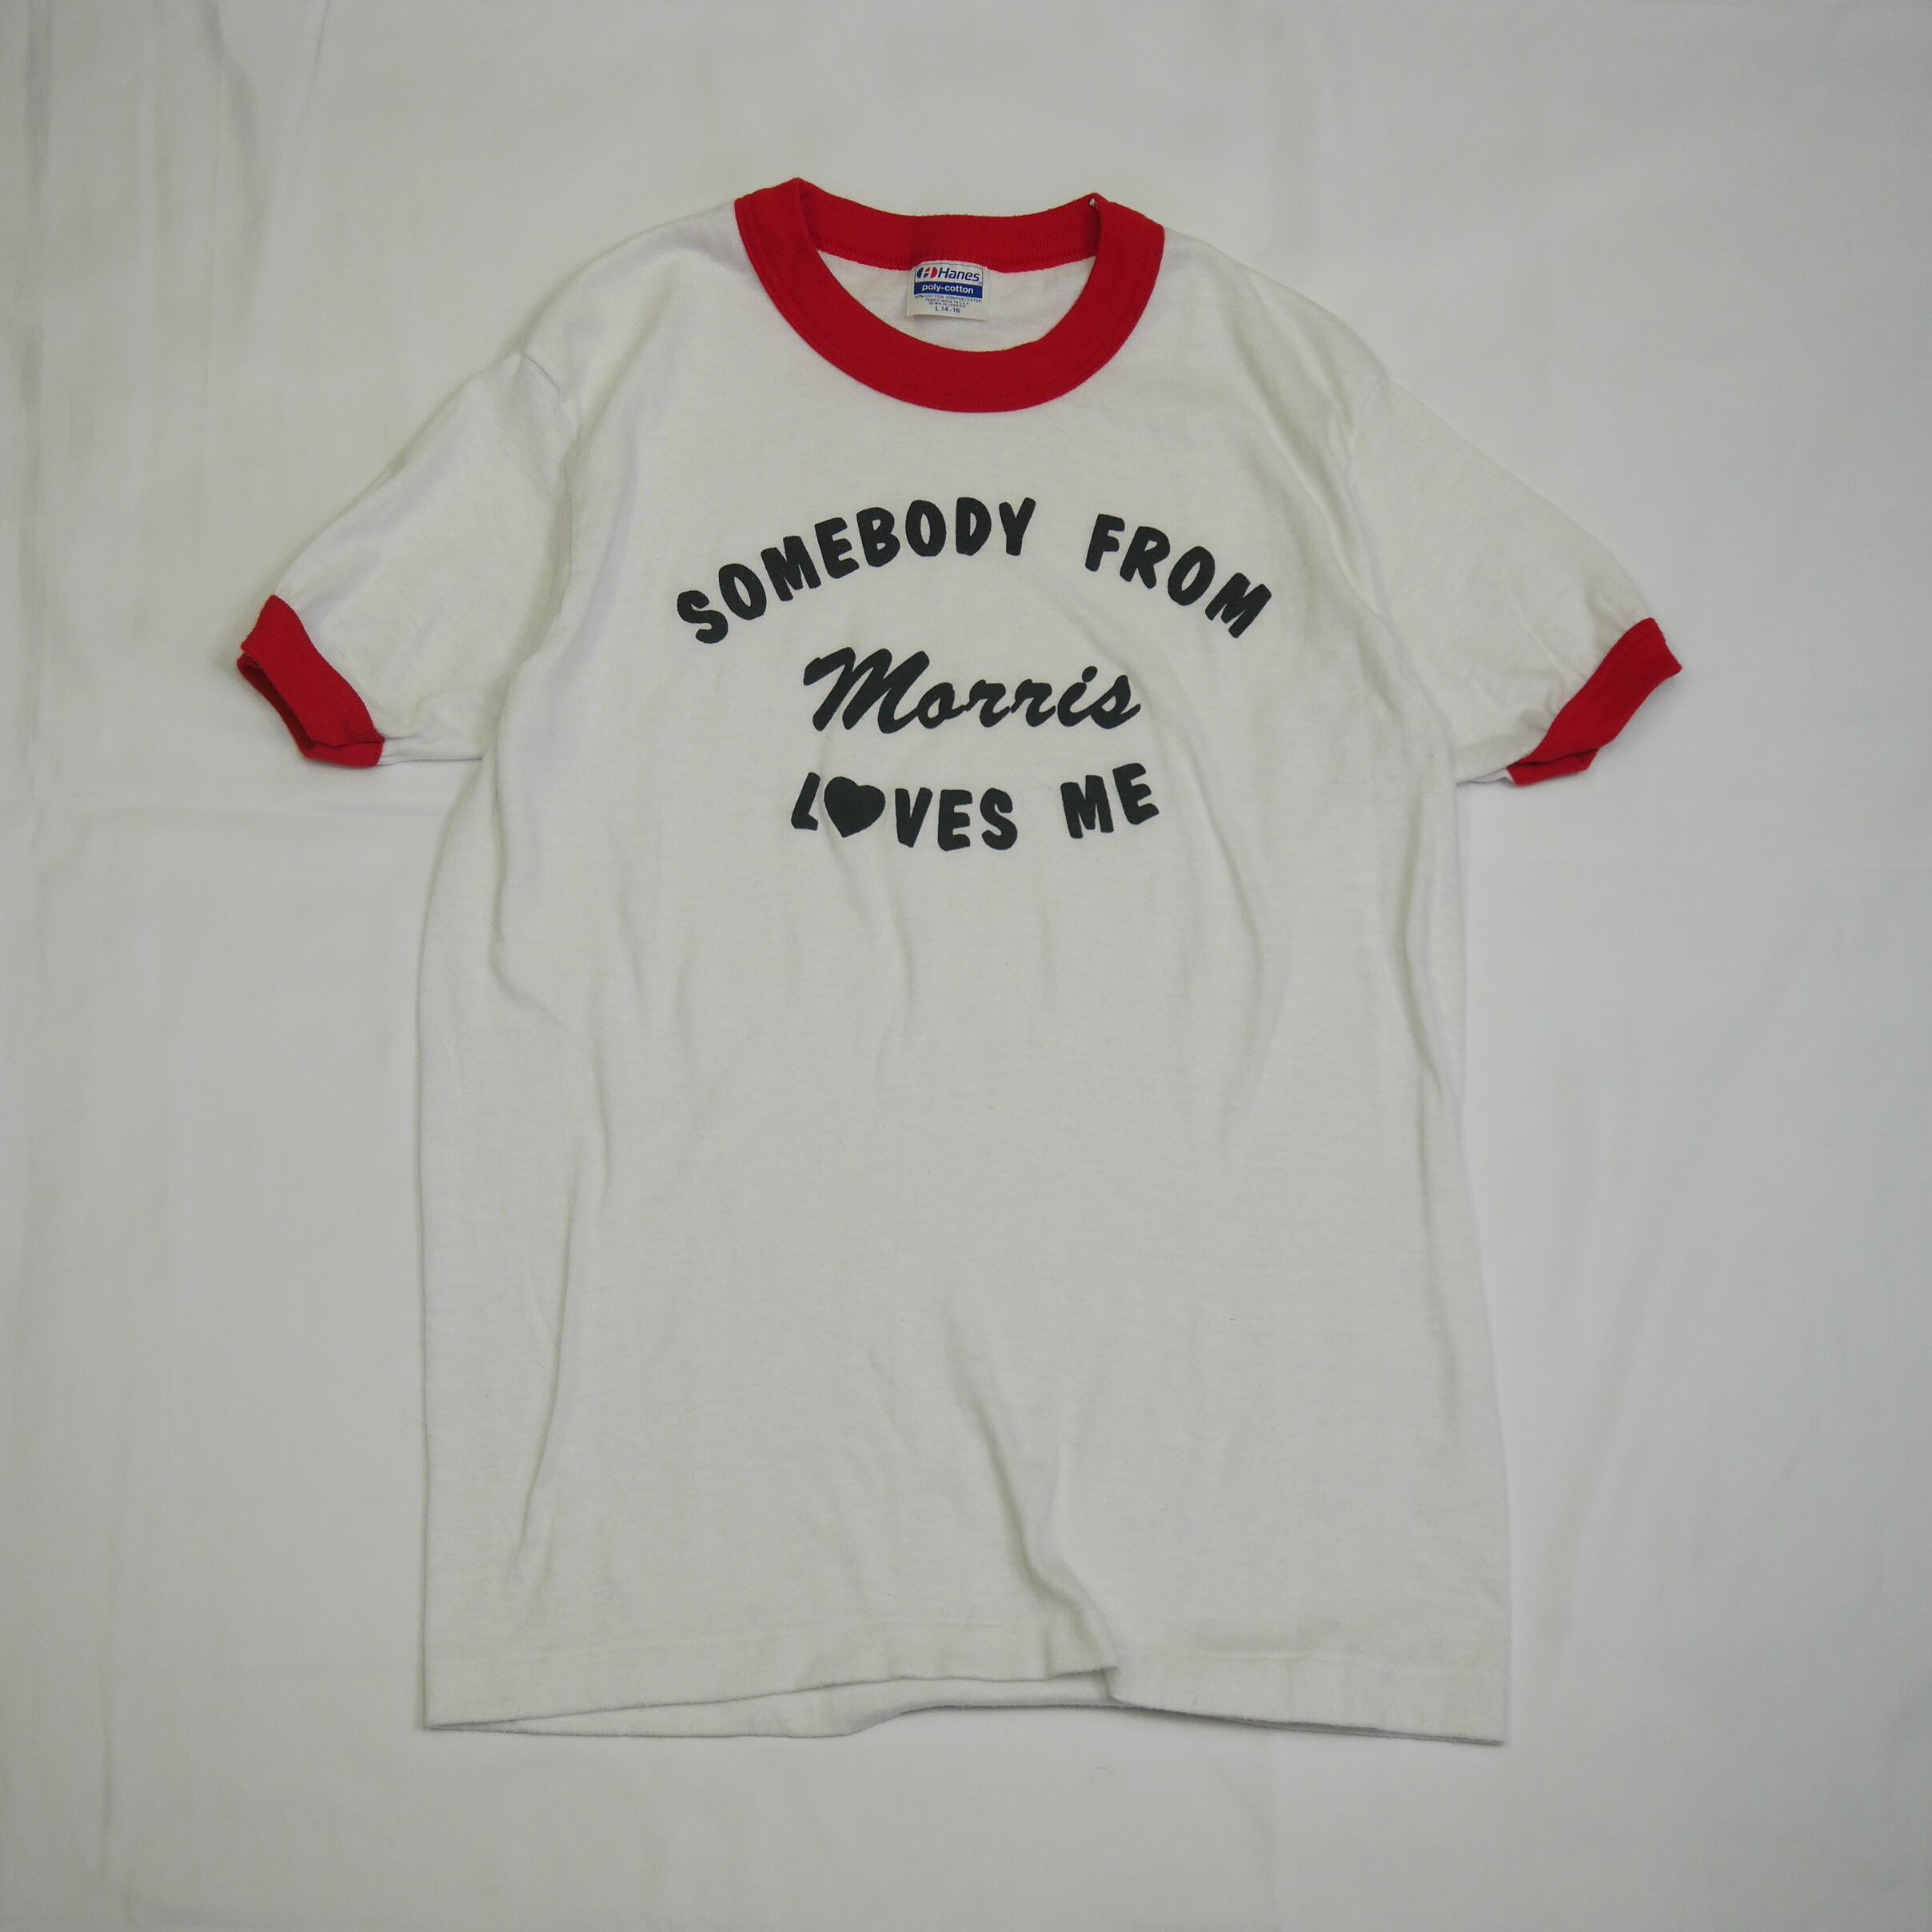 Hanes
poly-cotton
L 14-16
SOMEBODY FROM
Morris
L♥VES ME